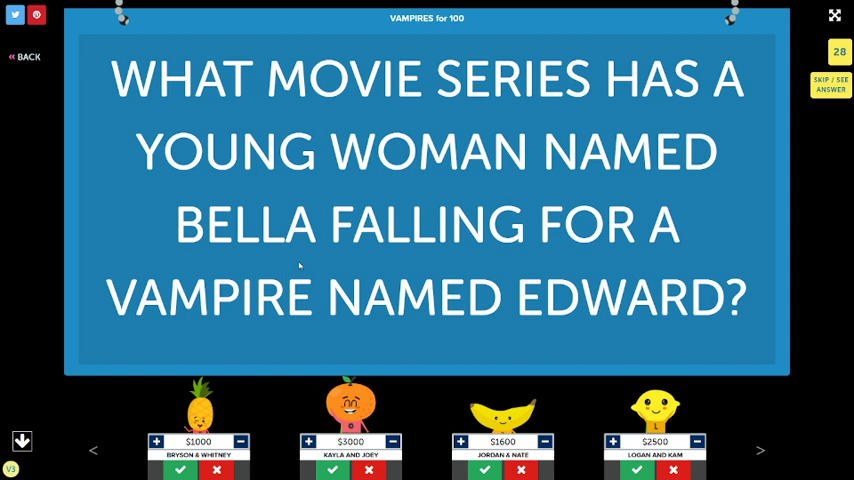 VAMPIRES for 100
« BACK
28
SKIP / SEE
ANSWER
WHAT MOVIE SERIES HAS A
YOUNG WOMAN NAMED
BELLA FALLING FOR A
VAMPIRE NAMED EDWARD?
$1000
BRYSON & WHITNEY
$3000
KAYLA AND JOEY
$1600
JORDAN & NATE
L
$2500
LOGAN AND KAM
V3